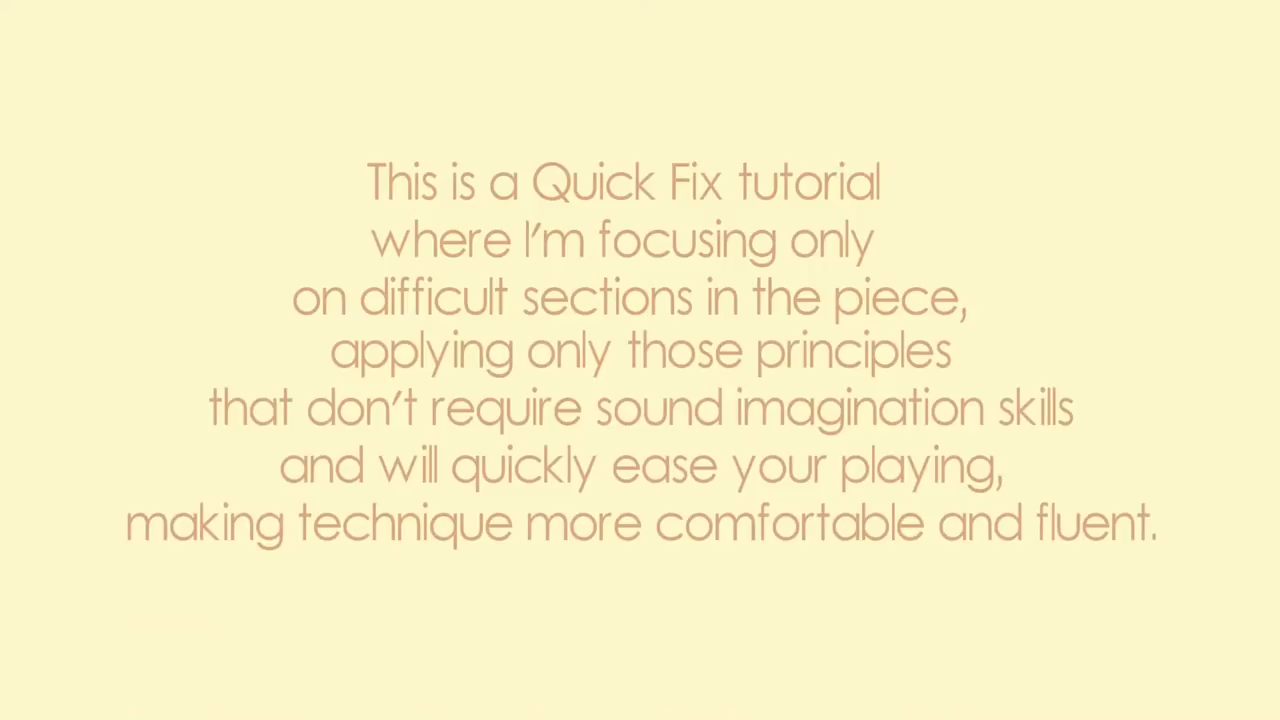 This is a Quick Fix tutorial
where I'm focusing only
on difficult sections in the piece,
applying only those principles
that don't require sound imagination skills
and will quickly ease your playing,
making technique more comfortable and fluent.